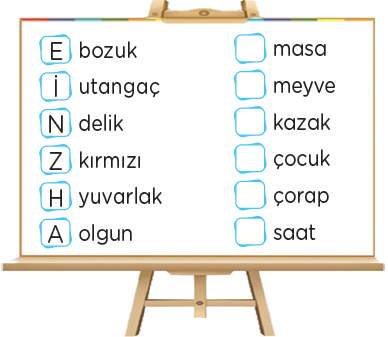 E bozuk
İ utangaç
N delik
Z kırmızı
H yuvarlak
A olgun
masa
meyve
kazak
çocuk
çorap
saat